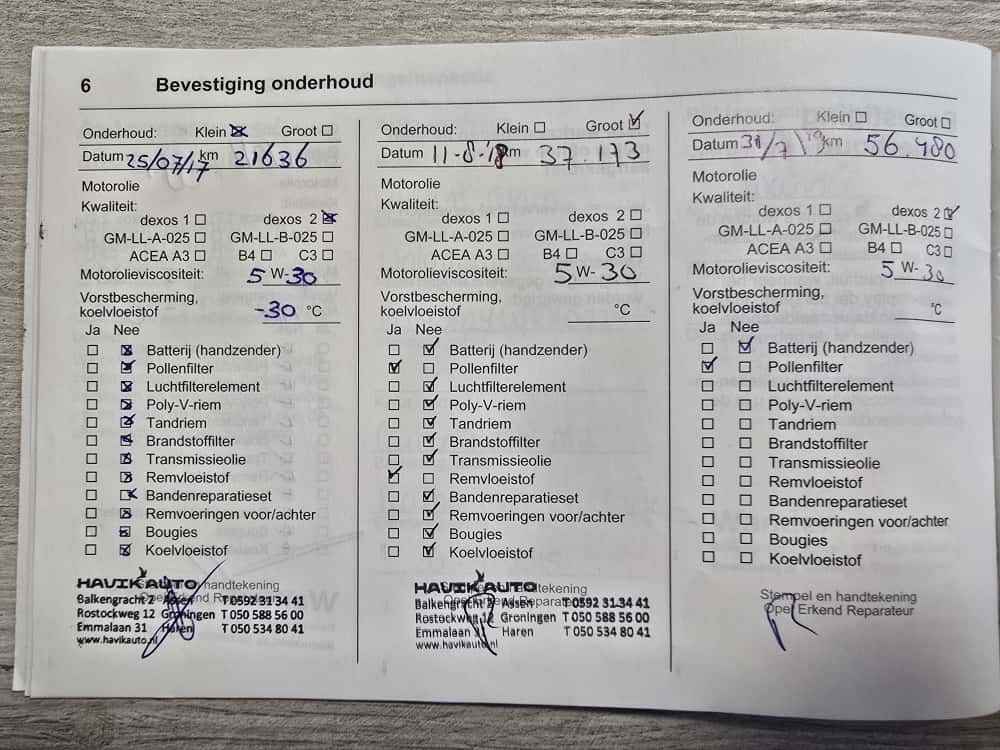 6 Bevestiging onderhoud
Onderhoud: Klein ☒ Groot ☐
Datum 25/07/17 km 21636
Motorolie
Kwaliteit:
dexos 1 ☐ dexos 2 ☒
GM-LL-A-025 ☐ GM-LL-B-025 ☐
ACEA A3 ☐ B4 ☐ C3 ☐
Motorolieviscositeit: 5 W-30
Vorstbescherming,
koelvloeistof -30 °C
Ja Nee
☐ ☒ Batterij (handzender)
☐ ☒ Pollenfilter
☐ ☒ Luchtfilterelement
☐ ☒ Poly-V-riem
☐ ☒ Tandriem
☐ ☒ Brandstoffilter
☐ ☒ Transmissieolie
☐ ☒ Remvloeistof
☐ ☒ Bandenreparatieset
☐ ☒ Remvoeringen voor/achter
☐ ☒ Bougies
☐ ☒ Koelvloeistof
HAVIKAUTO handtekening
Balkengracht 2 Assen T 0592 31 34 41
Rostockweg 12 Groningen T 050 588 56 00
Emmalaan 31 Haren T 050 534 80 41
www.havikauto.nl
Onderhoud: Klein ☐ Groot ☑
Datum 11-8-'18 km 37.173
Motorolie
Kwaliteit:
dexos 1 ☐ dexos 2 ☑
GM-LL-A-025 ☐ GM-LL-B-025 ☐
ACEA A3 ☐ B4 ☐ C3 ☐
Motorolieviscositeit: 5 W-30
Vorstbescherming,
koelvloeistof °C
Ja Nee
☐ ☑ Batterij (handzender)
☑ ☐ Pollenfilter
☐ ☑ Luchtfilterelement
☐ ☑ Poly-V-riem
☐ ☑ Tandriem
☐ ☑ Brandstoffilter
☐ ☑ Transmissieolie
☑ ☐ Remvloeistof
☐ ☑ Bandenreparatieset
☐ ☑ Remvoeringen voor/achter
☐ ☑ Bougies
☐ ☑ Koelvloeistof
HAVIKAUTO handtekening
Balkengracht 2 Assen T 0592 31 34 41
Rostockweg 12 Groningen T 050 588 56 00
Emmalaan 31 Haren T 050 534 80 41
www.havikauto.nl
Onderhoud: Klein ☐ Groot ☐
Datum 31/7 '19 km 56.480
Motorolie
Kwaliteit:
dexos 1 ☐ dexos 2 ☑
GM-LL-A-025 ☐ GM-LL-B-025 ☐
ACEA A3 ☐ B4 ☐ C3 ☐
Motorolieviscositeit: 5 W-30
Vorstbescherming,
koelvloeistof °C
Ja Nee
☐ ☑ Batterij (handzender)
☑ ☐ Pollenfilter
☐ ☐ Luchtfilterelement
☐ ☐ Poly-V-riem
☐ ☐ Tandriem
☐ ☐ Brandstoffilter
☐ ☐ Transmissieolie
☐ ☐ Remvloeistof
☐ ☐ Bandenreparatieset
☐ ☐ Remvoeringen voor/achter
☐ ☐ Bougies
☐ ☐ Koelvloeistof
Stempel en handtekening
Opel Erkend Reparateur